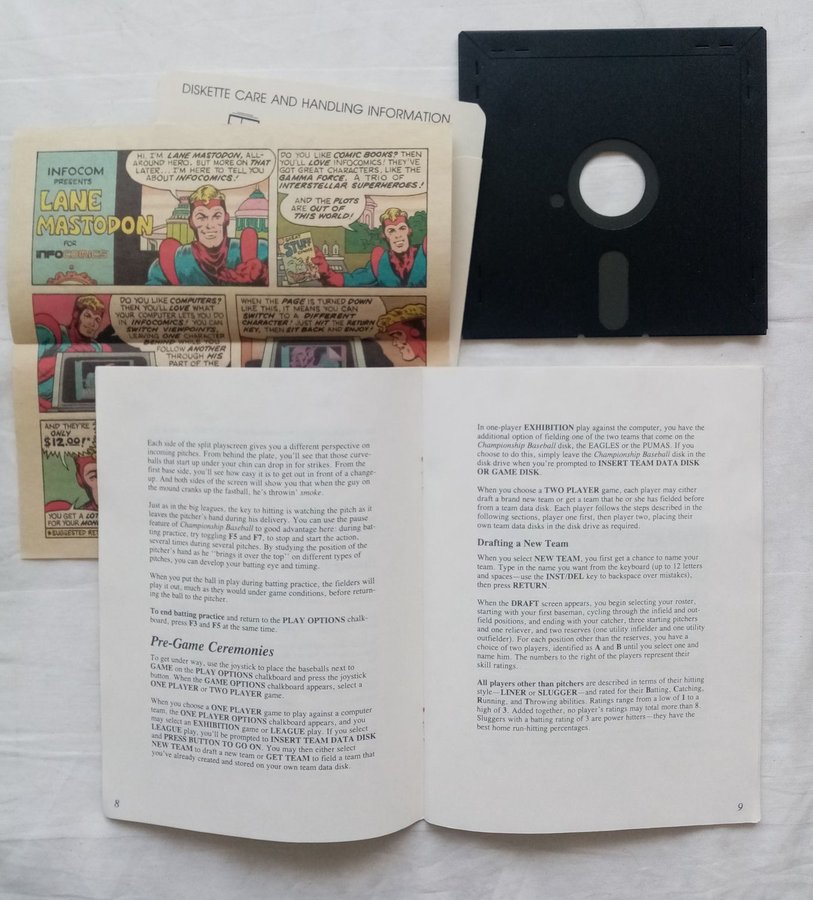 DISKETTE CARE AND HANDLING INFORMATION
INFOCOM
PRESENTS
LANE
MASTODON
FOR
INFOCOMICS
HI, I'M LANE MASTODON, ALL-
AROUND HERO. BUT MORE ON THAT
LATER... I'M HERE TO TELL YOU
ABOUT INFOCOMICS!
DO YOU LIKE COMIC BOOKS? THEN
YOU'LL LOVE INFOCOMICS! THEY'VE
GOT GREAT CHARACTERS, LIKE THE
GAMMA FORCE, A TRIO OF
INTERSTELLAR SUPERHEROES!
AND THE PLOTS
ARE OUT OF
THIS WORLD!
STUFF
DO YOU LIKE COMPUTERS?
THEN YOU'LL LOVE WHAT
YOUR COMPUTER LETS YOU DO
IN INFOCOMICS! YOU CAN
SWITCH VIEWPOINTS,
LEAVING ONE CHARACTER
BEHIND WHILE YOU
FOLLOW ANOTHER
THROUGH HIS
PART OF THE
WHEN THE PAGE IS TURNED DOWN
LIKE THIS, IT MEANS YOU CAN
SWITCH TO A DIFFERENT
CHARACTER! JUST HIT THE RETURN
KEY, THEN SIT BACK AND ENJOY!
AND THEY'RE
ONLY
$12.00!*
YOU GET A LOT
FOR YOUR MON
*SUGGESTED RET
Each side of the split playscreen gives you a different perspective on
incoming pitches. From behind the plate, you'll see that those curve-
balls that start up under your chin can drop in for strikes. From the
first base side, you'll see how easy it is to get out in front of a change-
up. And both sides of the screen will show you that when the guy on
the mound cranks up the fastball, he's throwin' smoke.
Just as in the big leagues, the key to hitting is watching the pitch as it
leaves the pitcher's hand during his delivery. You can use the pause
feature of Championship Baseball to good advantage here: during bat-
ting practice, try toggling F5 and F7, to stop and start the action,
several times during several pitches. By studying the position of the
pitcher's hand as he "brings it over the top" on different types of
pitches, you can develop your batting eye and timing.
When you put the ball in play during batting practice, the fielders will
play it out, much as they would under game conditions, before return-
ing the ball to the pitcher.
To end batting practice and return to the PLAY OPTIONS chalk-
board, press F3 and F5 at the same time.
Pre-Game Ceremonies
To get under way, use the joystick to place the baseballs next to
GAME on the PLAY OPTIONS chalkboard and press the joystick
button. When the GAME OPTIONS chalkboard appears, select a
ONE PLAYER or TWO PLAYER game.
When you choose a ONE PLAYER game to play against a computer
team, the ONE PLAYER OPTIONS chalkboard appears, and you
may select an EXHIBITION game or LEAGUE play. If you select
LEAGUE play, you'll be prompted to INSERT TEAM DATA DISK
and PRESS BUTTON TO GO ON. You may then either select
NEW TEAM to draft a new team or GET TEAM to field a team that
you've already created and stored on your own team data disk.
8
In one-player EXHIBITION play against the computer, you have the
additional option of fielding one of the two teams that come on the
Championship Baseball disk, the EAGLES or the PUMAS. If you
choose to do this, simply leave the Championship Baseball disk in the
disk drive when you're prompted to INSERT TEAM DATA DISK
OR GAME DISK.
When you choose a TWO PLAYER game, each player may either
draft a brand new team or get a team that he or she has fielded before
from a team data disk. Each player follows the steps described in the
following sections, player one first, then player two, placing their
own team data disks in the disk drive as required.
Drafting a New Team
When you select NEW TEAM, you first get a chance to name your
team. Type in the name you want from the keyboard (up to 12 letters
and spaces—use the INST/DEL key to backspace over mistakes),
then press RETURN.
When the DRAFT screen appears, you begin selecting your roster,
starting with your first baseman, cycling through the infield and out-
field positions, and ending with your catcher, three starting pitchers
and one reliever, and two reserves (one utility infielder and one utility
outfielder). For each position other than the reserves, you have a
choice of two players, identified as A and B until you select one and
name him. The numbers to the right of the players represent their
skill ratings.
All players other than pitchers are described in terms of their hitting
style—LINER or SLUGGER—and rated for their Batting, Catching,
Running, and Throwing abilities. Ratings range from a low of 1 to a
high of 3. Added together, no player's ratings may total more than 8.
Sluggers with a batting rating of 3 are power hitters—they have the
best home run-hitting percentages.
9